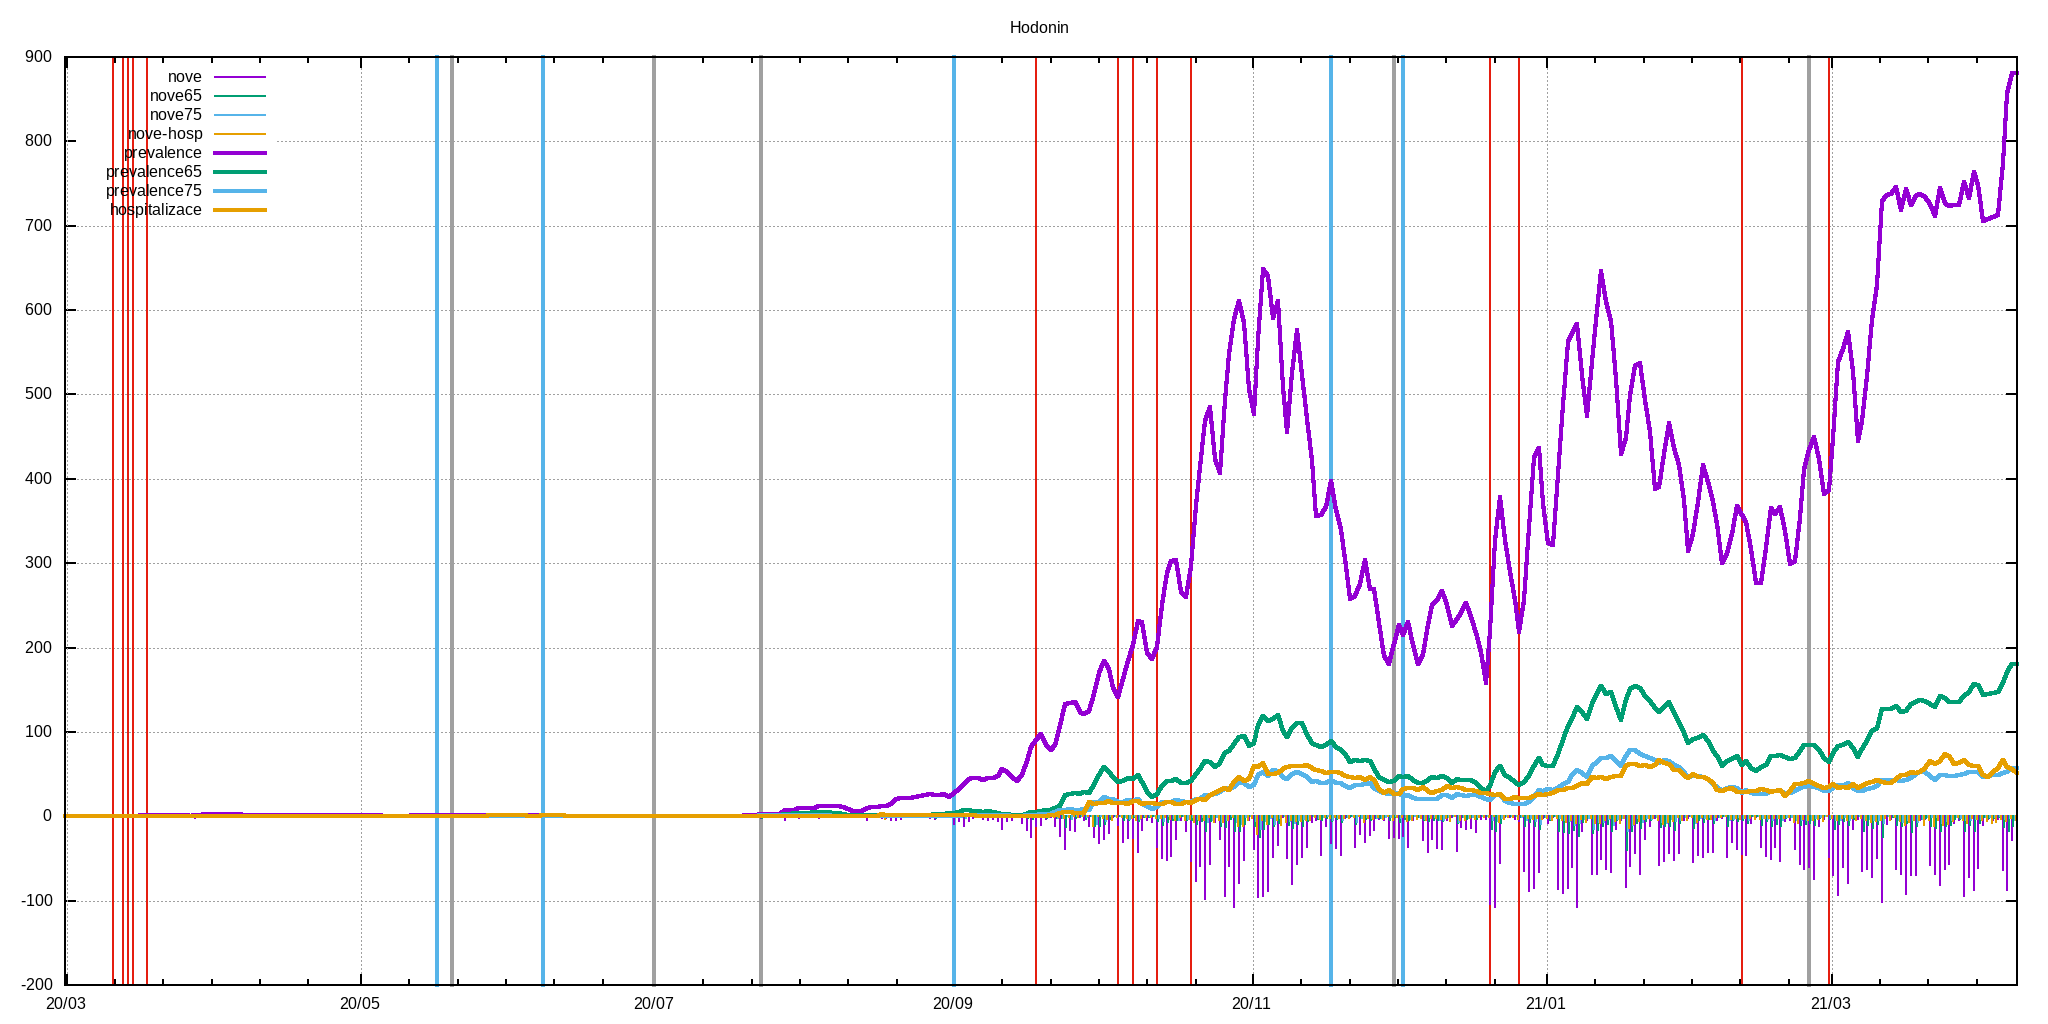 Hodonin
900
800
700
600
500
400
300
200
100
0
-100
-200
nove
nove65
nove75
nove-hosp
prevalence
prevalence65
prevalence75
hospitalizace
20/03 20/05 20/07 20/09 20/11 21/01 21/03